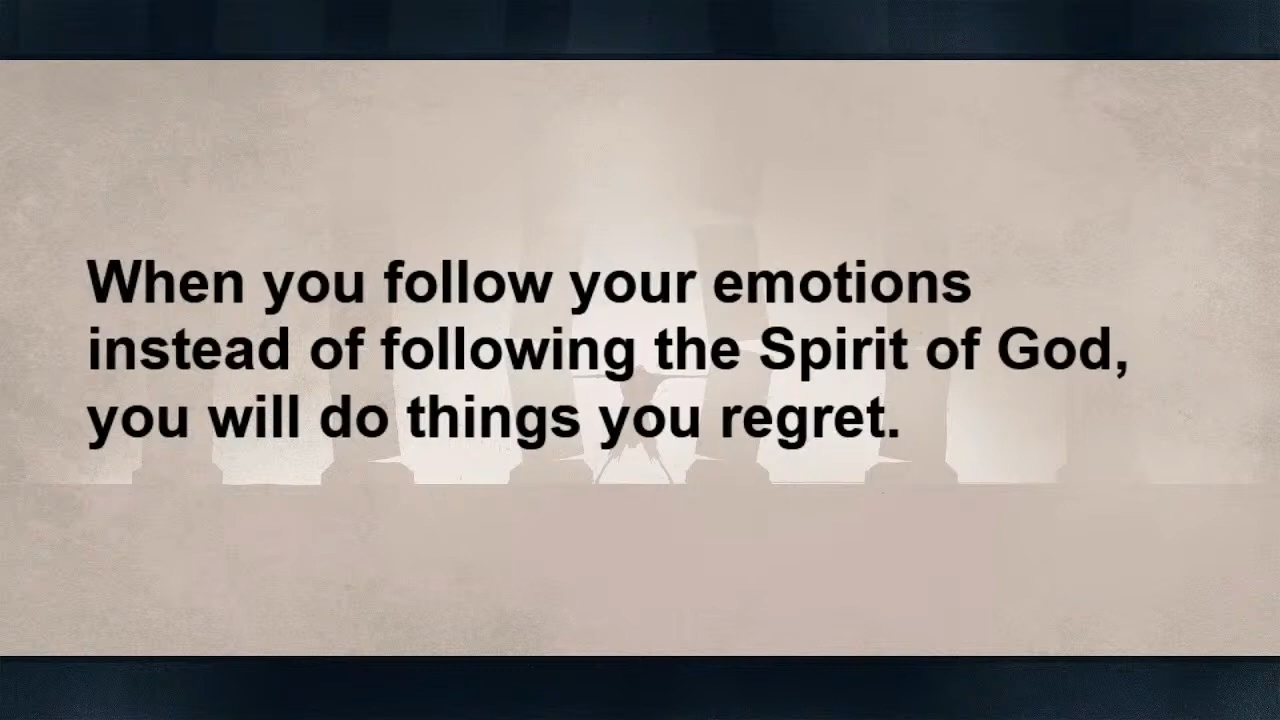 When you follow your emotions
instead of following the Spirit of God,
you will do things you regret.